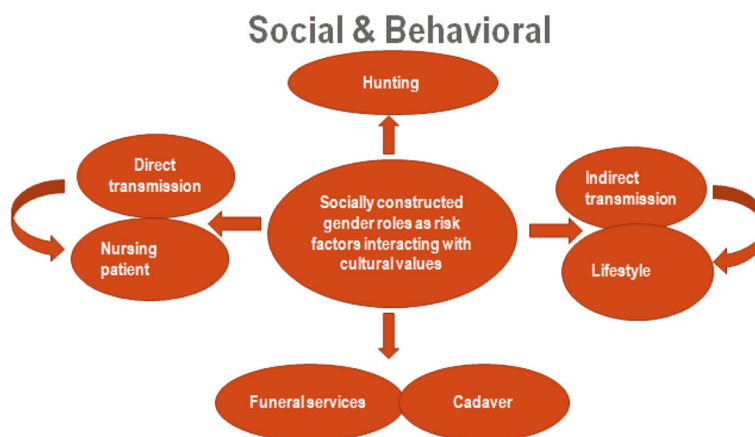 Social & Behavioral
Hunting
Direct
transmission
Nursing
patient
Socially constructed
gender roles as risk
factors interacting with
cultural values
Indirect
transmission
Lifestyle
Funeral services
Cadaver